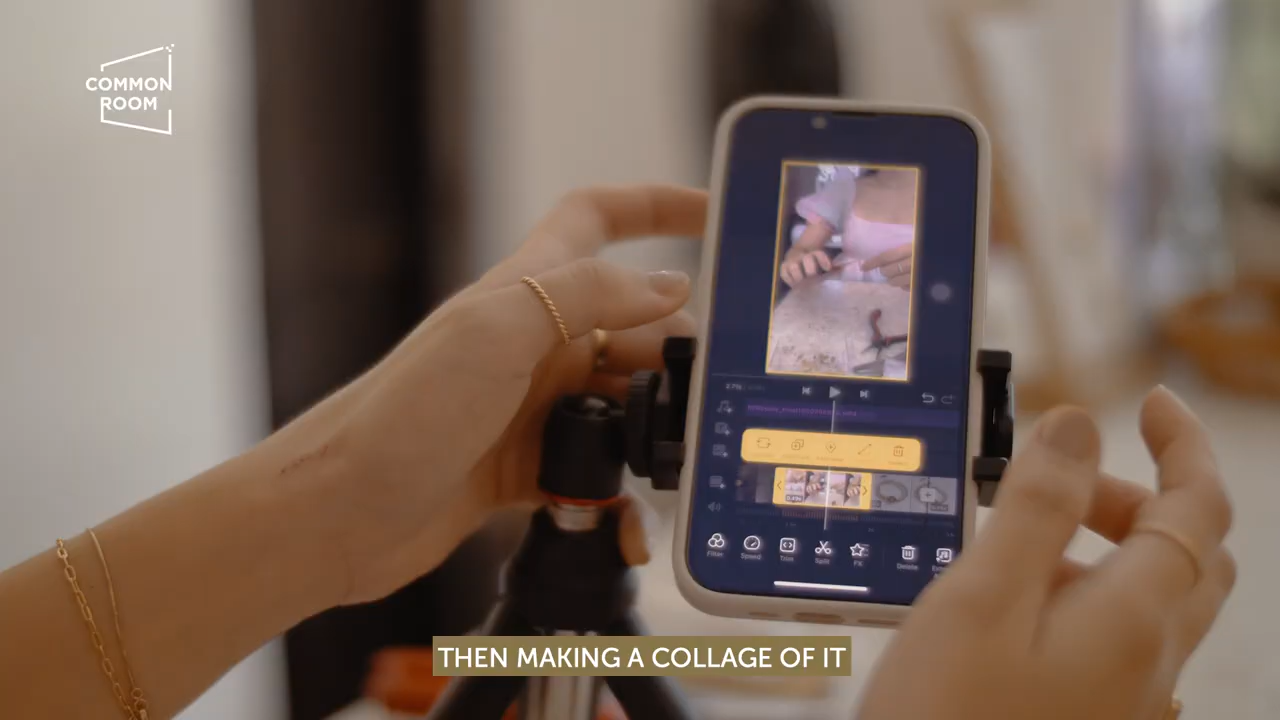 COMMON
ROOM
Filter
Speed
Trim
Split
FX
Delete
THEN MAKING A COLLAGE OF IT